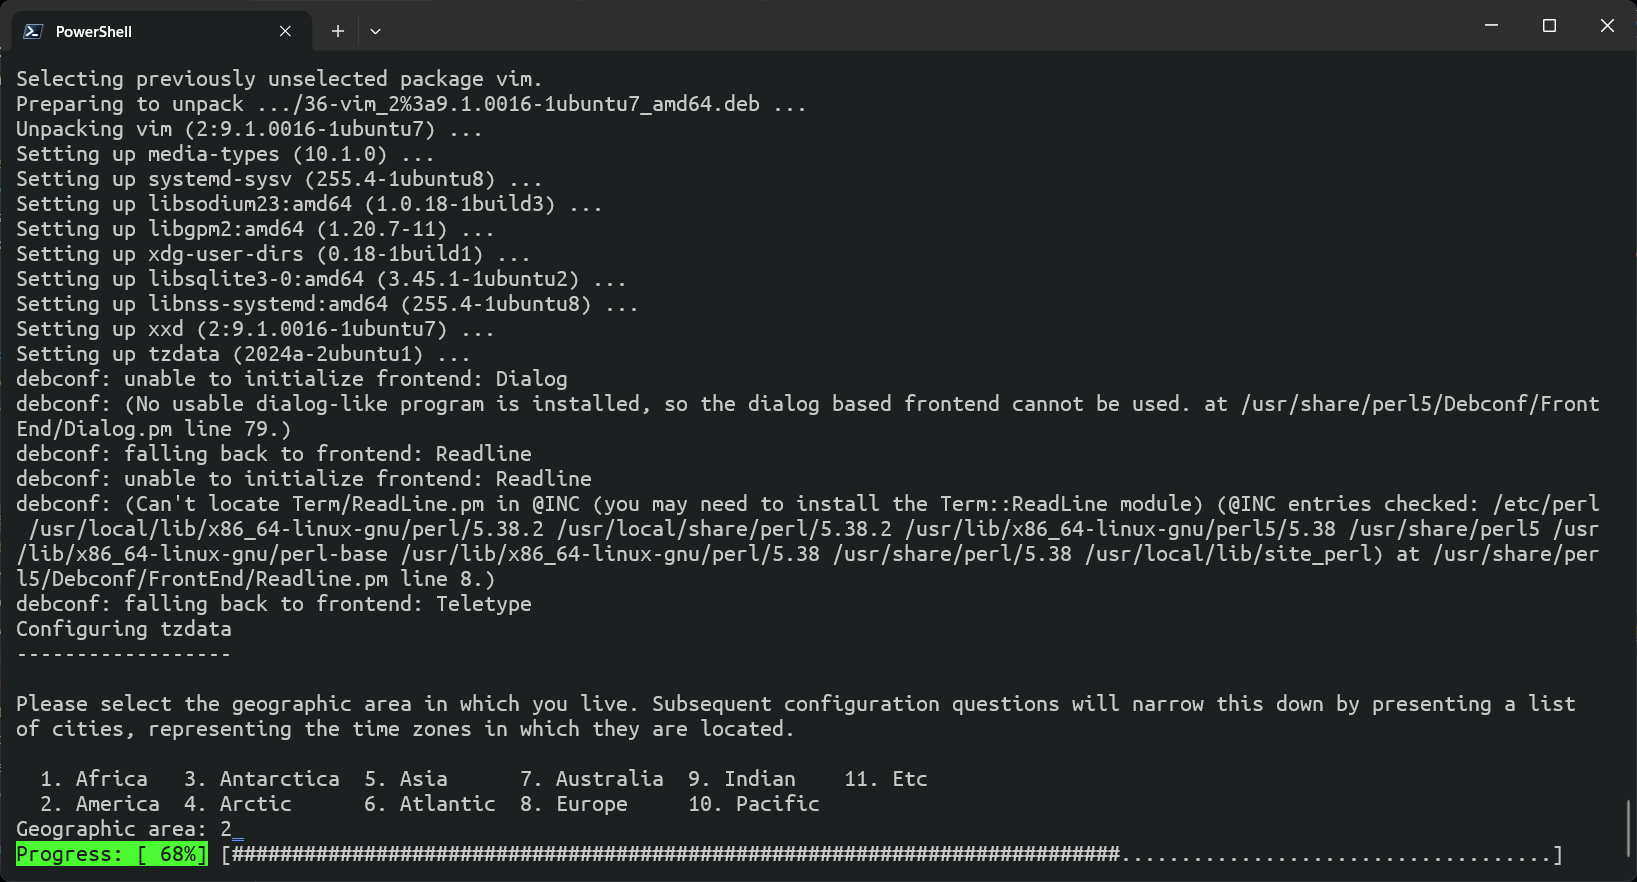 PowerShell
Selecting previously unselected package vim.
Preparing to unpack .../36-vim_2%3a9.1.0016-1ubuntu7_amd64.deb ...
Unpacking vim (2:9.1.0016-1ubuntu7) ...
Setting up media-types (10.1.0) ...
Setting up systemd-sysv (255.4-1ubuntu8) ...
Setting up libsodium23:amd64 (1.0.18-1build3) ...
Setting up libgpm2:amd64 (1.20.7-11) ...
Setting up xdg-user-dirs (0.18-1build1) ...
Setting up libsqlite3-0:amd64 (3.45.1-1ubuntu2) ...
Setting up libnss-systemd:amd64 (255.4-1ubuntu8) ...
Setting up xxd (2:9.1.0016-1ubuntu7) ...
Setting up tzdata (2024a-2ubuntu1) ...
debconf: unable to initialize frontend: Dialog
debconf: (No usable dialog-like program is installed, so the dialog based frontend cannot be used. at /usr/share/perl5/Debconf/Front
End/Dialog.pm line 79.)
debconf: falling back to frontend: Readline
debconf: unable to initialize frontend: Readline
debconf: (Can't locate Term/ReadLine.pm in @INC (you may need to install the Term::ReadLine module) (@INC entries checked: /etc/perl
 /usr/local/lib/x86_64-linux-gnu/perl/5.38.2 /usr/local/share/perl/5.38.2 /usr/lib/x86_64-linux-gnu/perl5/5.38 /usr/share/perl5 /usr
/lib/x86_64-linux-gnu/perl-base /usr/lib/x86_64-linux-gnu/perl/5.38 /usr/share/perl/5.38 /usr/local/lib/site_perl) at /usr/share/per
l5/Debconf/FrontEnd/Readline.pm line 8.)
debconf: falling back to frontend: Teletype
Configuring tzdata
------------------
Please select the geographic area in which you live. Subsequent configuration questions will narrow this down by presenting a list
of cities, representing the time zones in which they are located.
  1. Africa   3. Antarctica  5. Asia      7. Australia  9. Indian    11. Etc
  2. America  4. Arctic      6. Atlantic  8. Europe     10. Pacific
Geographic area: 2
Progress: [ 68%] [##########################################################################....................................]